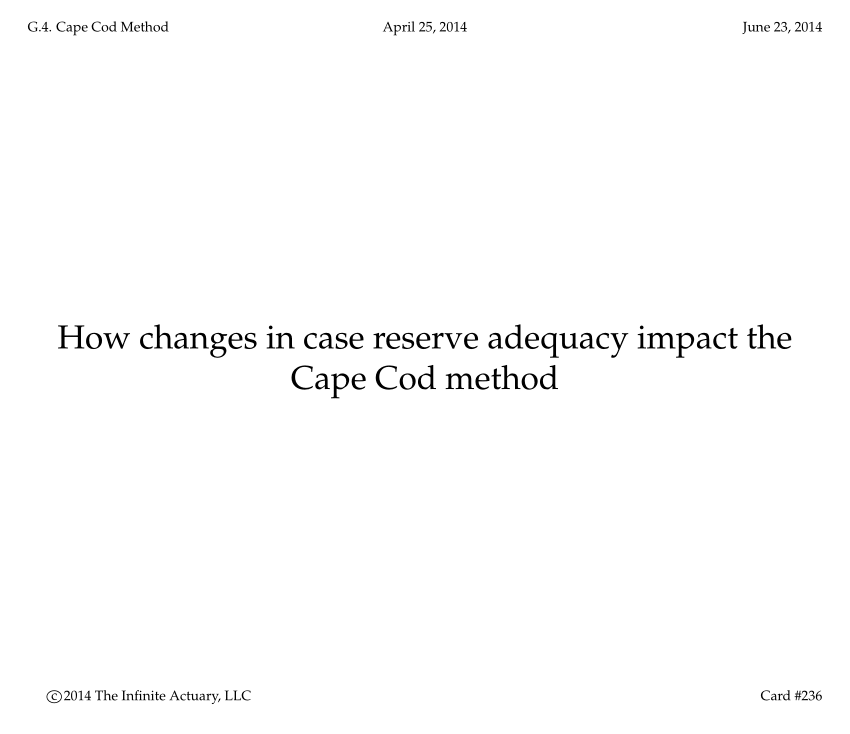 G.4. Cape Cod Method April 25, 2014 June 23, 2014
How changes in case reserve adequacy impact the
Cape Cod method
©2014 The Infinite Actuary, LLC Card #236